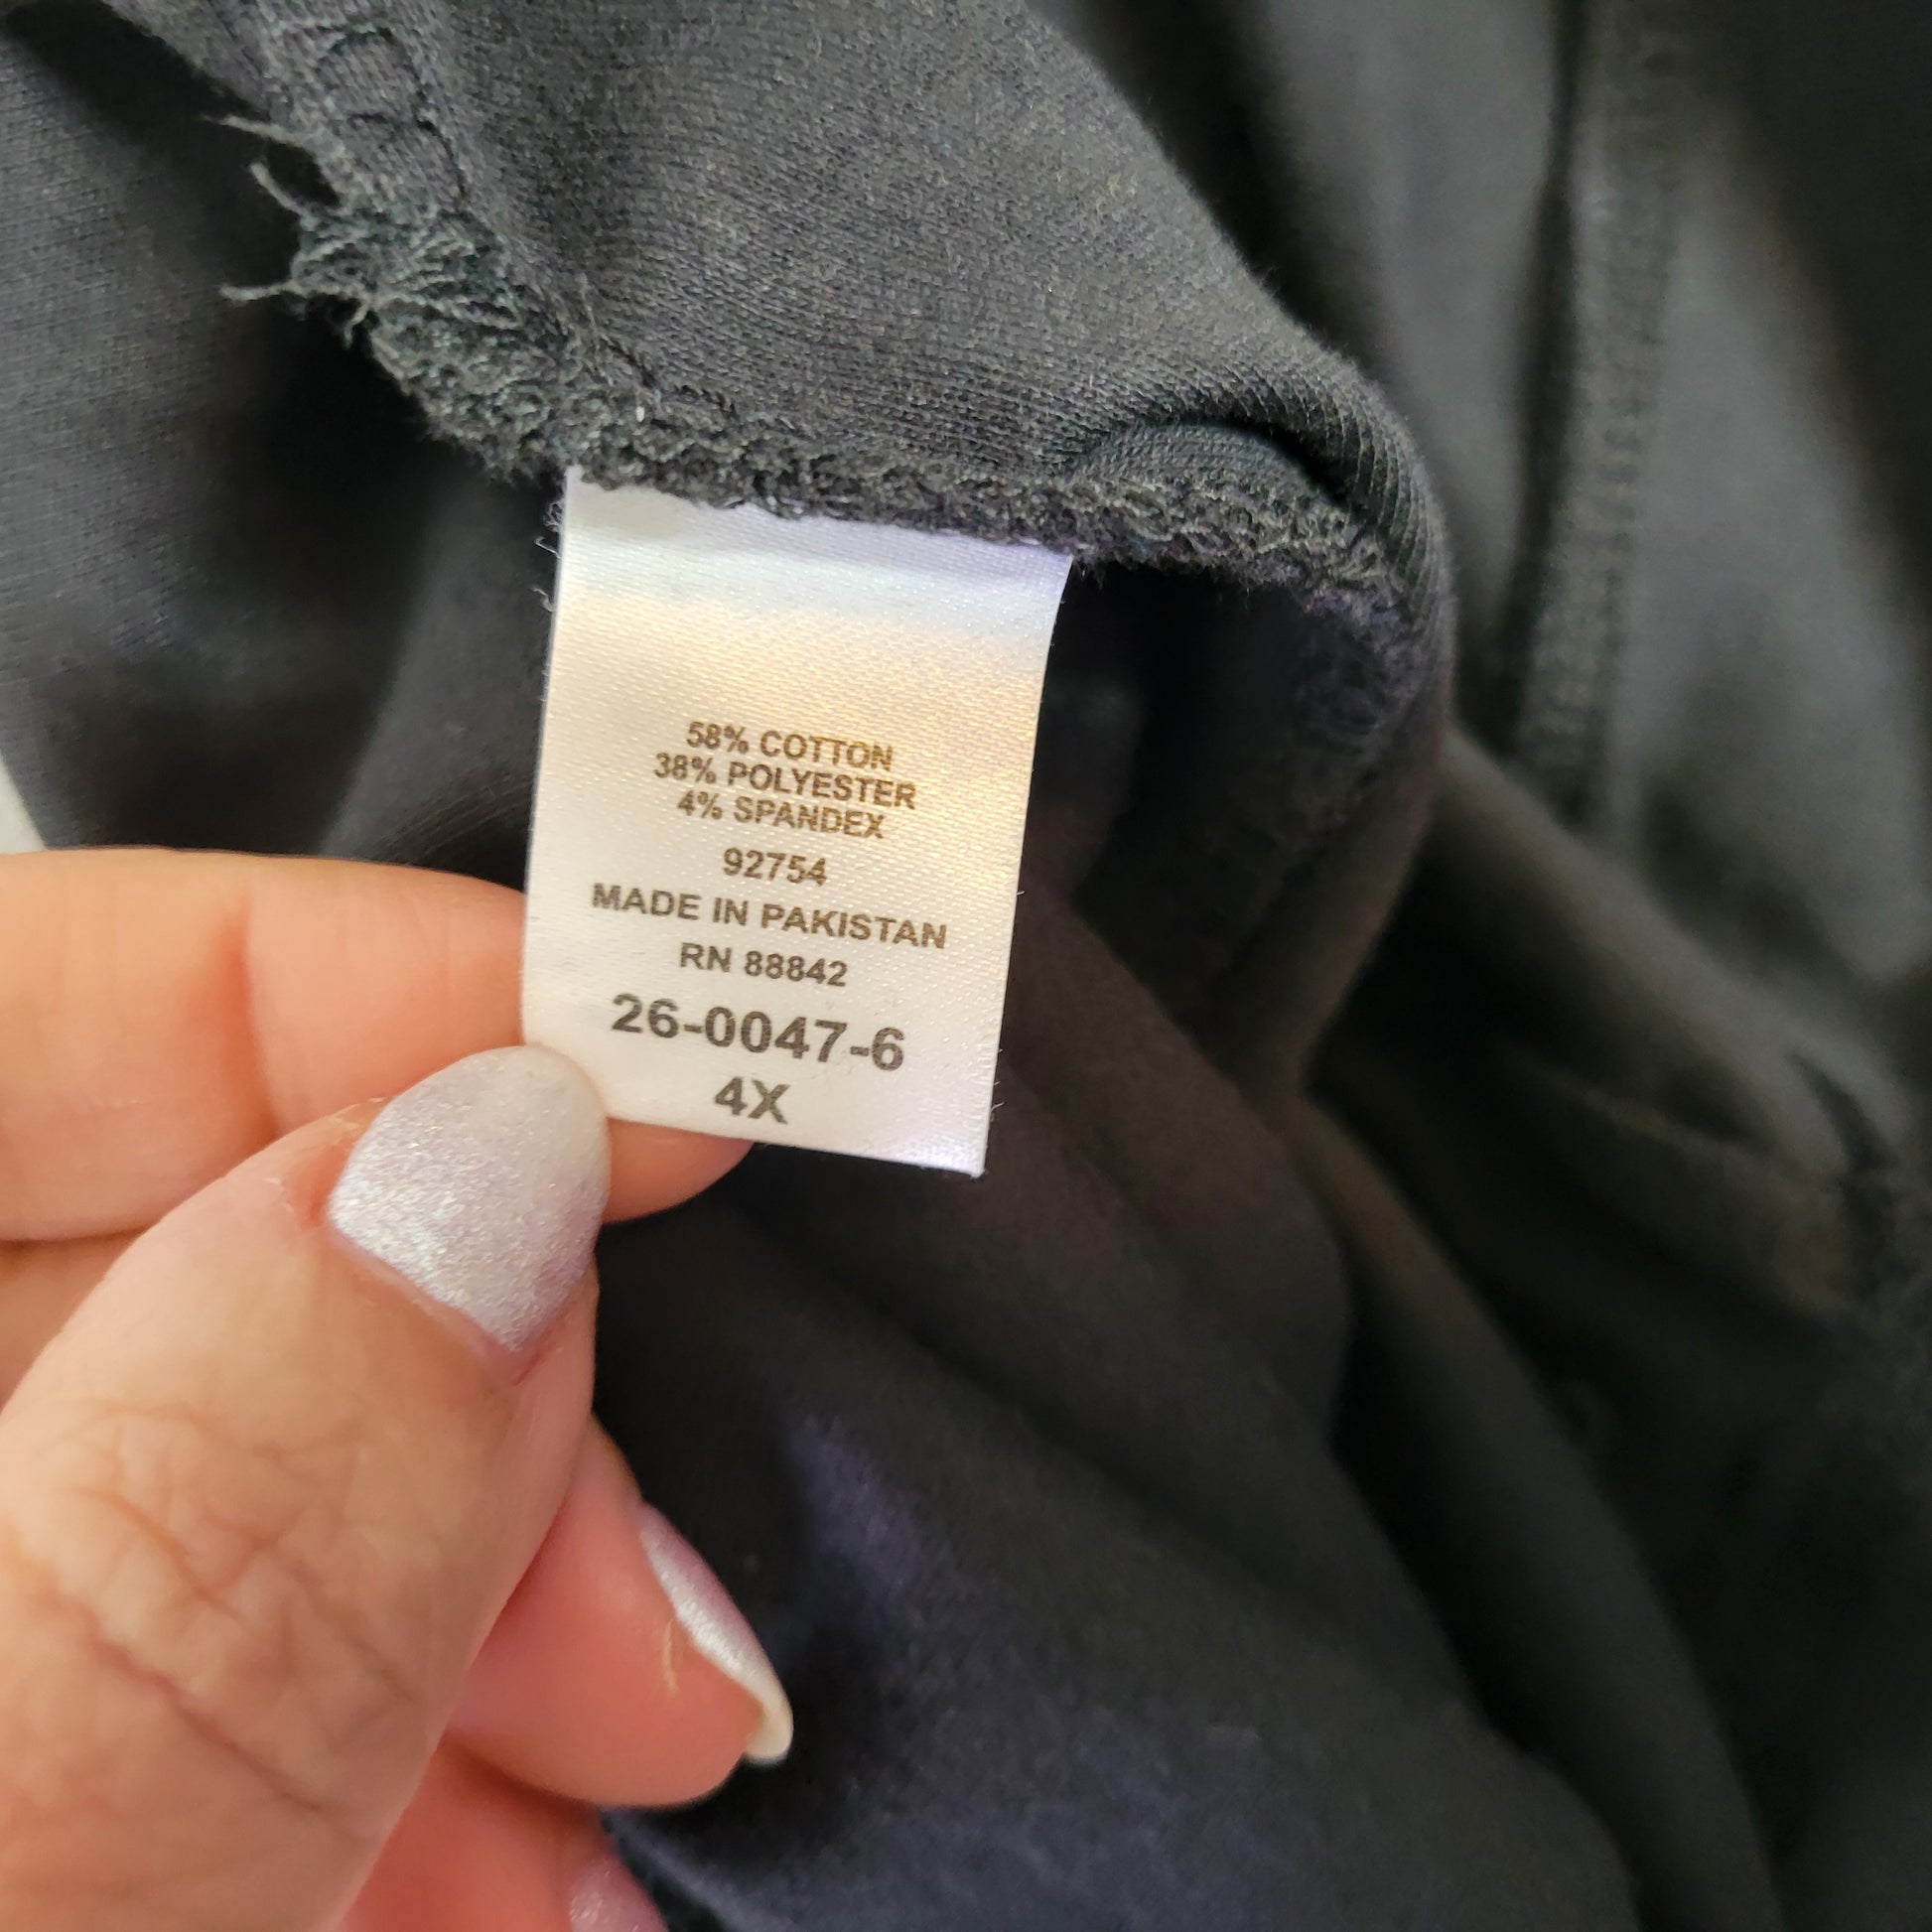 58% COTTON
38% POLYESTER
4% SPANDEX
92754
MADE IN PAKISTAN
RN 88842
26-0047-6
4X